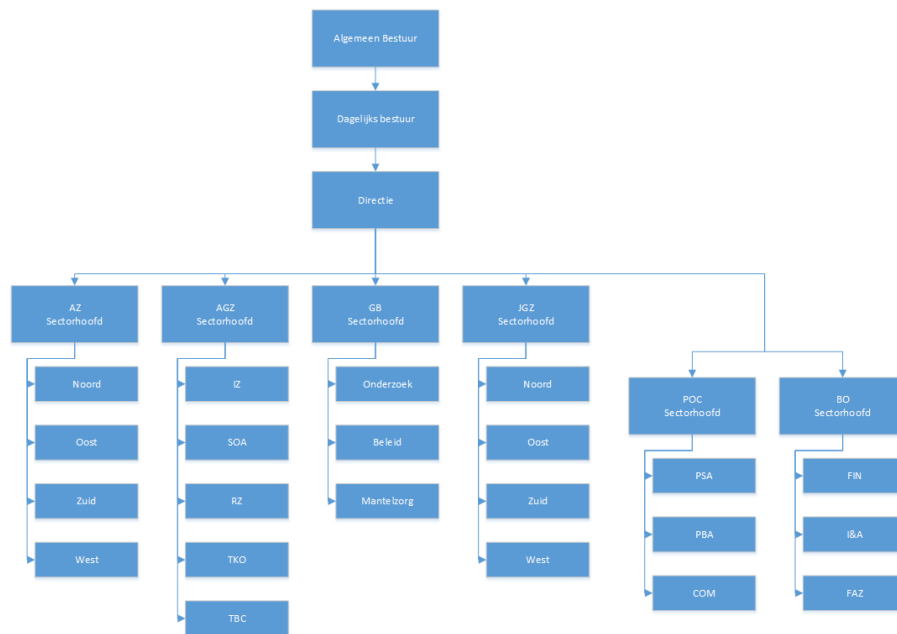 Algemeen Bestuur
Dagelijks bestuur
Directie
AZ
Sectorhoofd
Noord
Oost
Zuid
West
AGZ
Sectorhoofd
IZ
SOA
RZ
TKO
TBC
GB
Sectorhoofd
Onderzoek
Beleid
Mantelzorg
JGZ
Sectorhoofd
Noord
Oost
Zuid
West
POC
Sectorhoofd
PSA
PBA
COM
BO
Sectorhoofd
FIN
I&A
FAZ